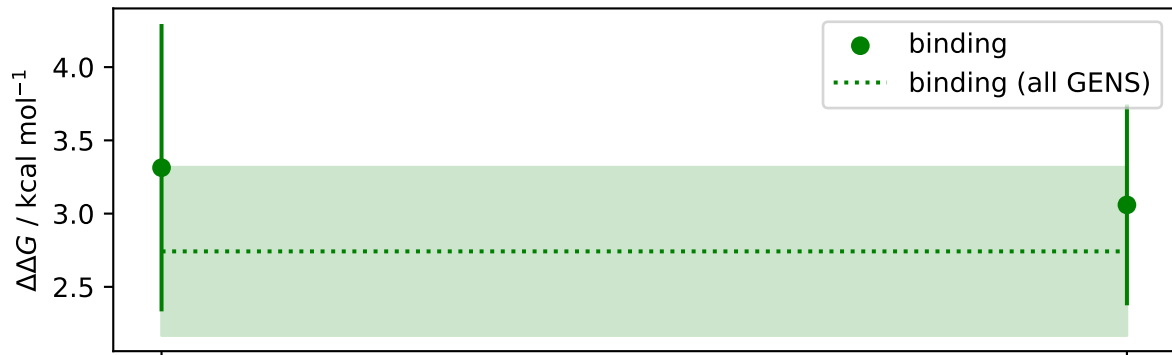 ΔΔG / kcal mol⁻¹
4.0
3.5
3.0
2.5
binding
binding (all GENS)